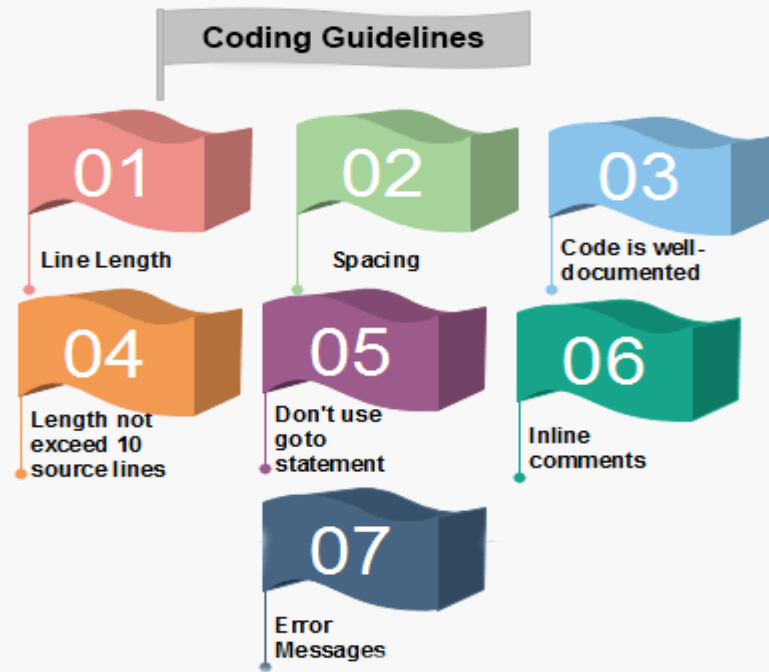 Coding Guidelines
01
Line Length
02
Spacing
03
Code is well-
documented
04
Length not
exceed 10
source lines
05
Don't use
goto
statement
06
Inline
comments
07
Error
Messages